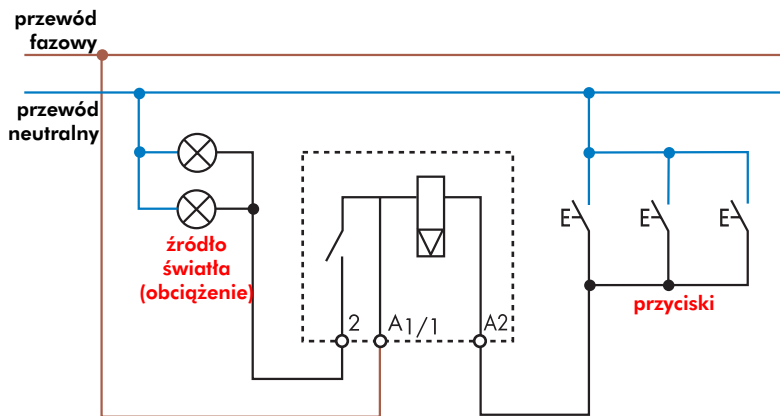 przewód
fazowy
przewód
neutralny
źródło
światła
(obciążenie)
2
A1/1
A2
E
E
E
przyciski